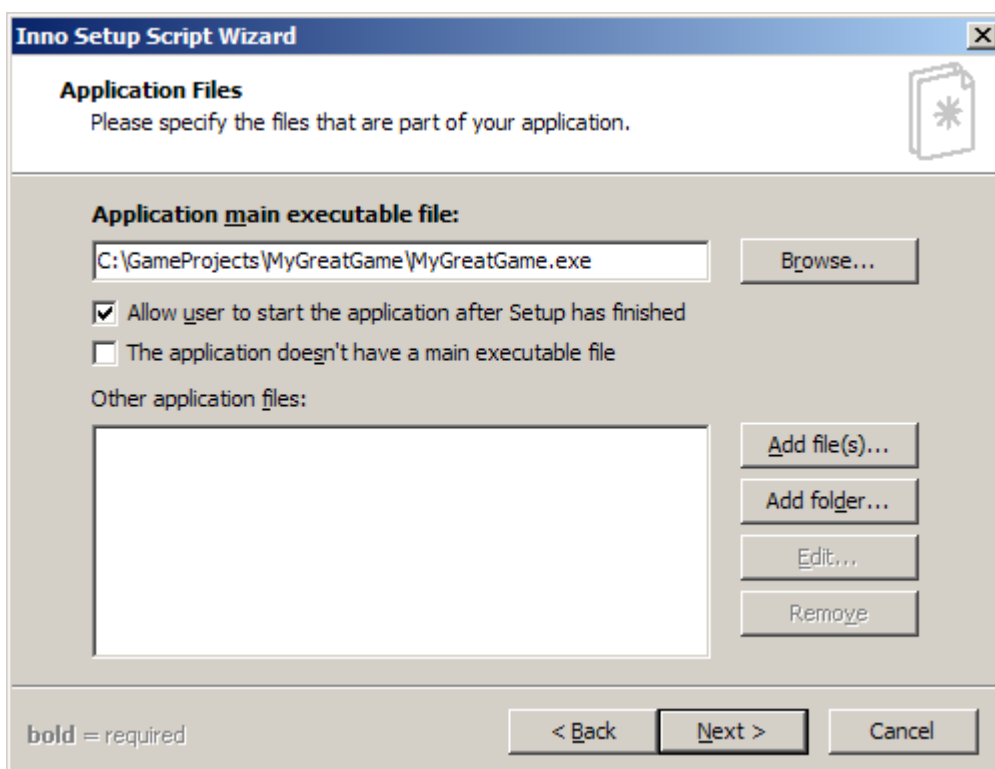 Inno Setup Script Wizard
Application Files
Please specify the files that are part of your application.
Application main executable file:
C:\GameProjects\MyGreatGame\MyGreatGame.exe
Browse...
Allow user to start the application after Setup has finished
The application doesn't have a main executable file
Other application files:
Add file(s)...
Add folder...
Edit...
Remove
bold = required
< Back
Next >
Cancel